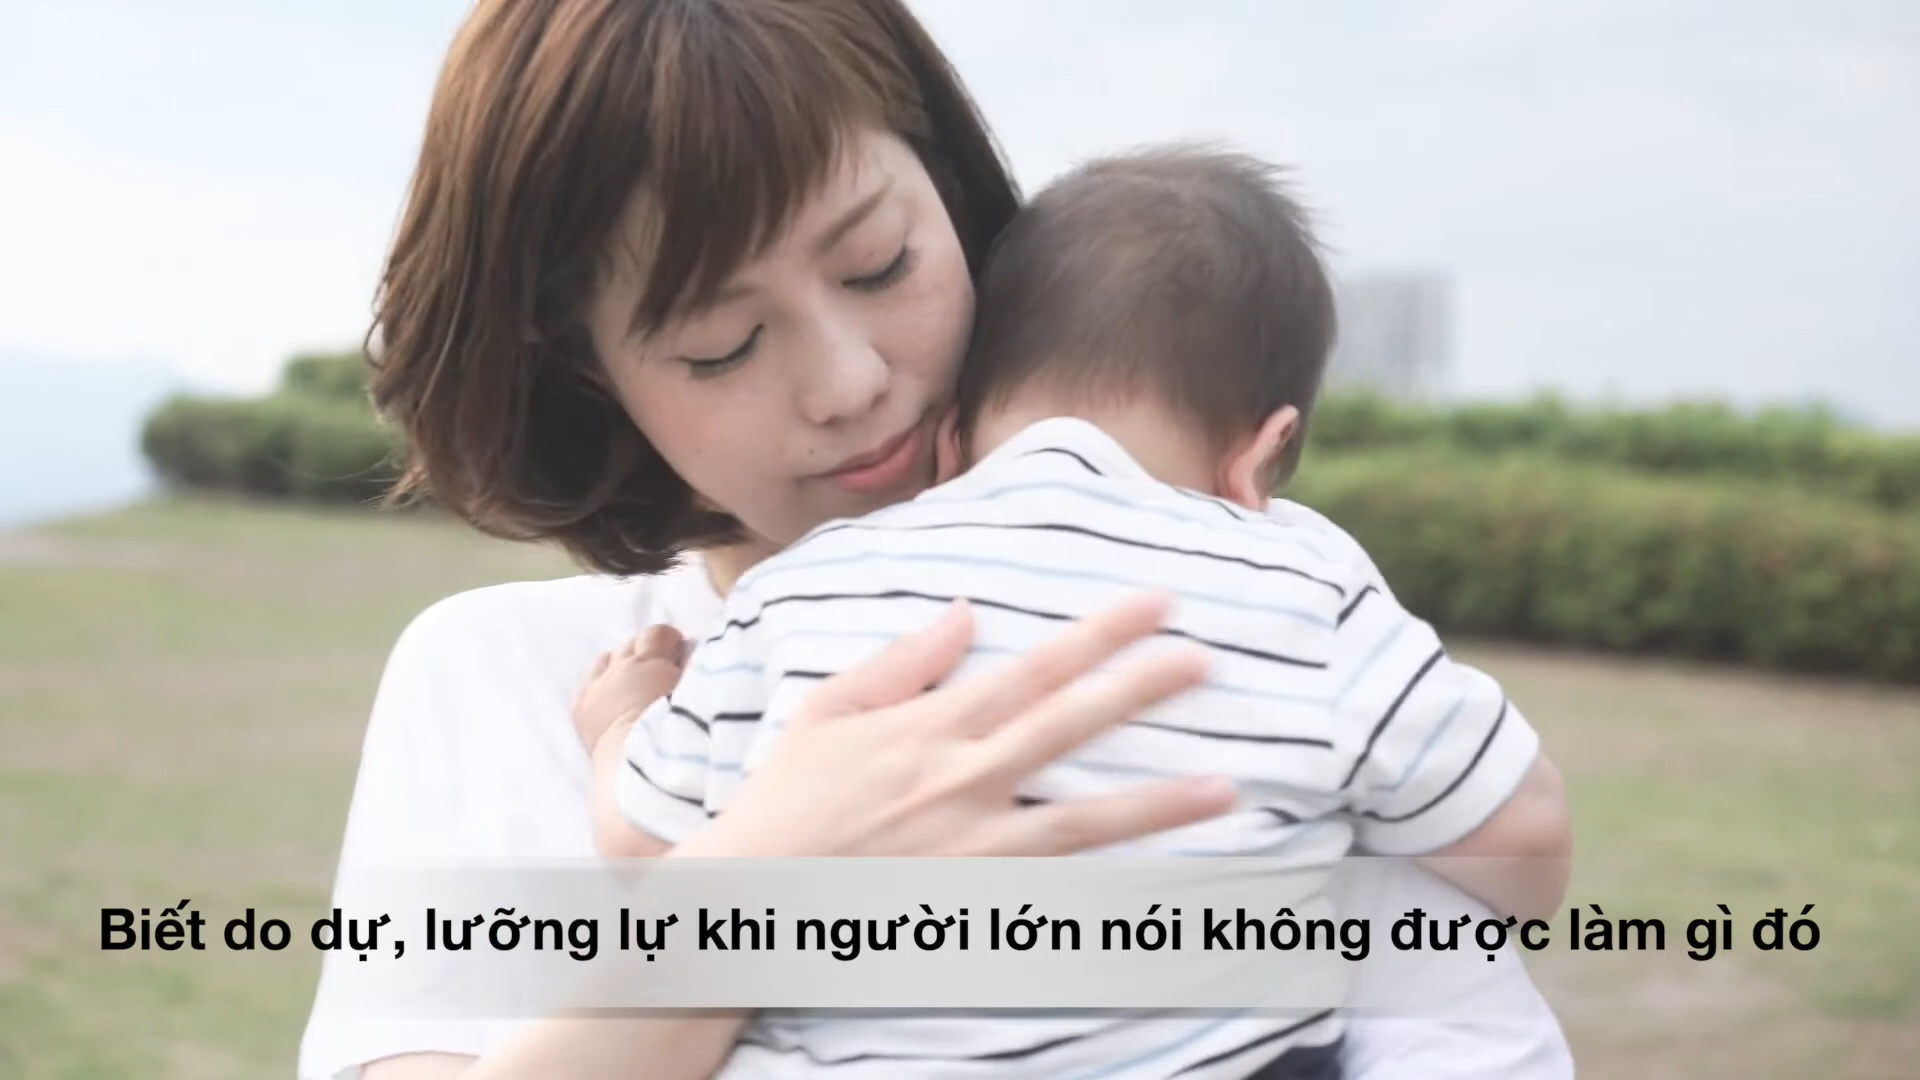 Biết do dự, lưỡng lự khi người lớn nói không được làm gì đó